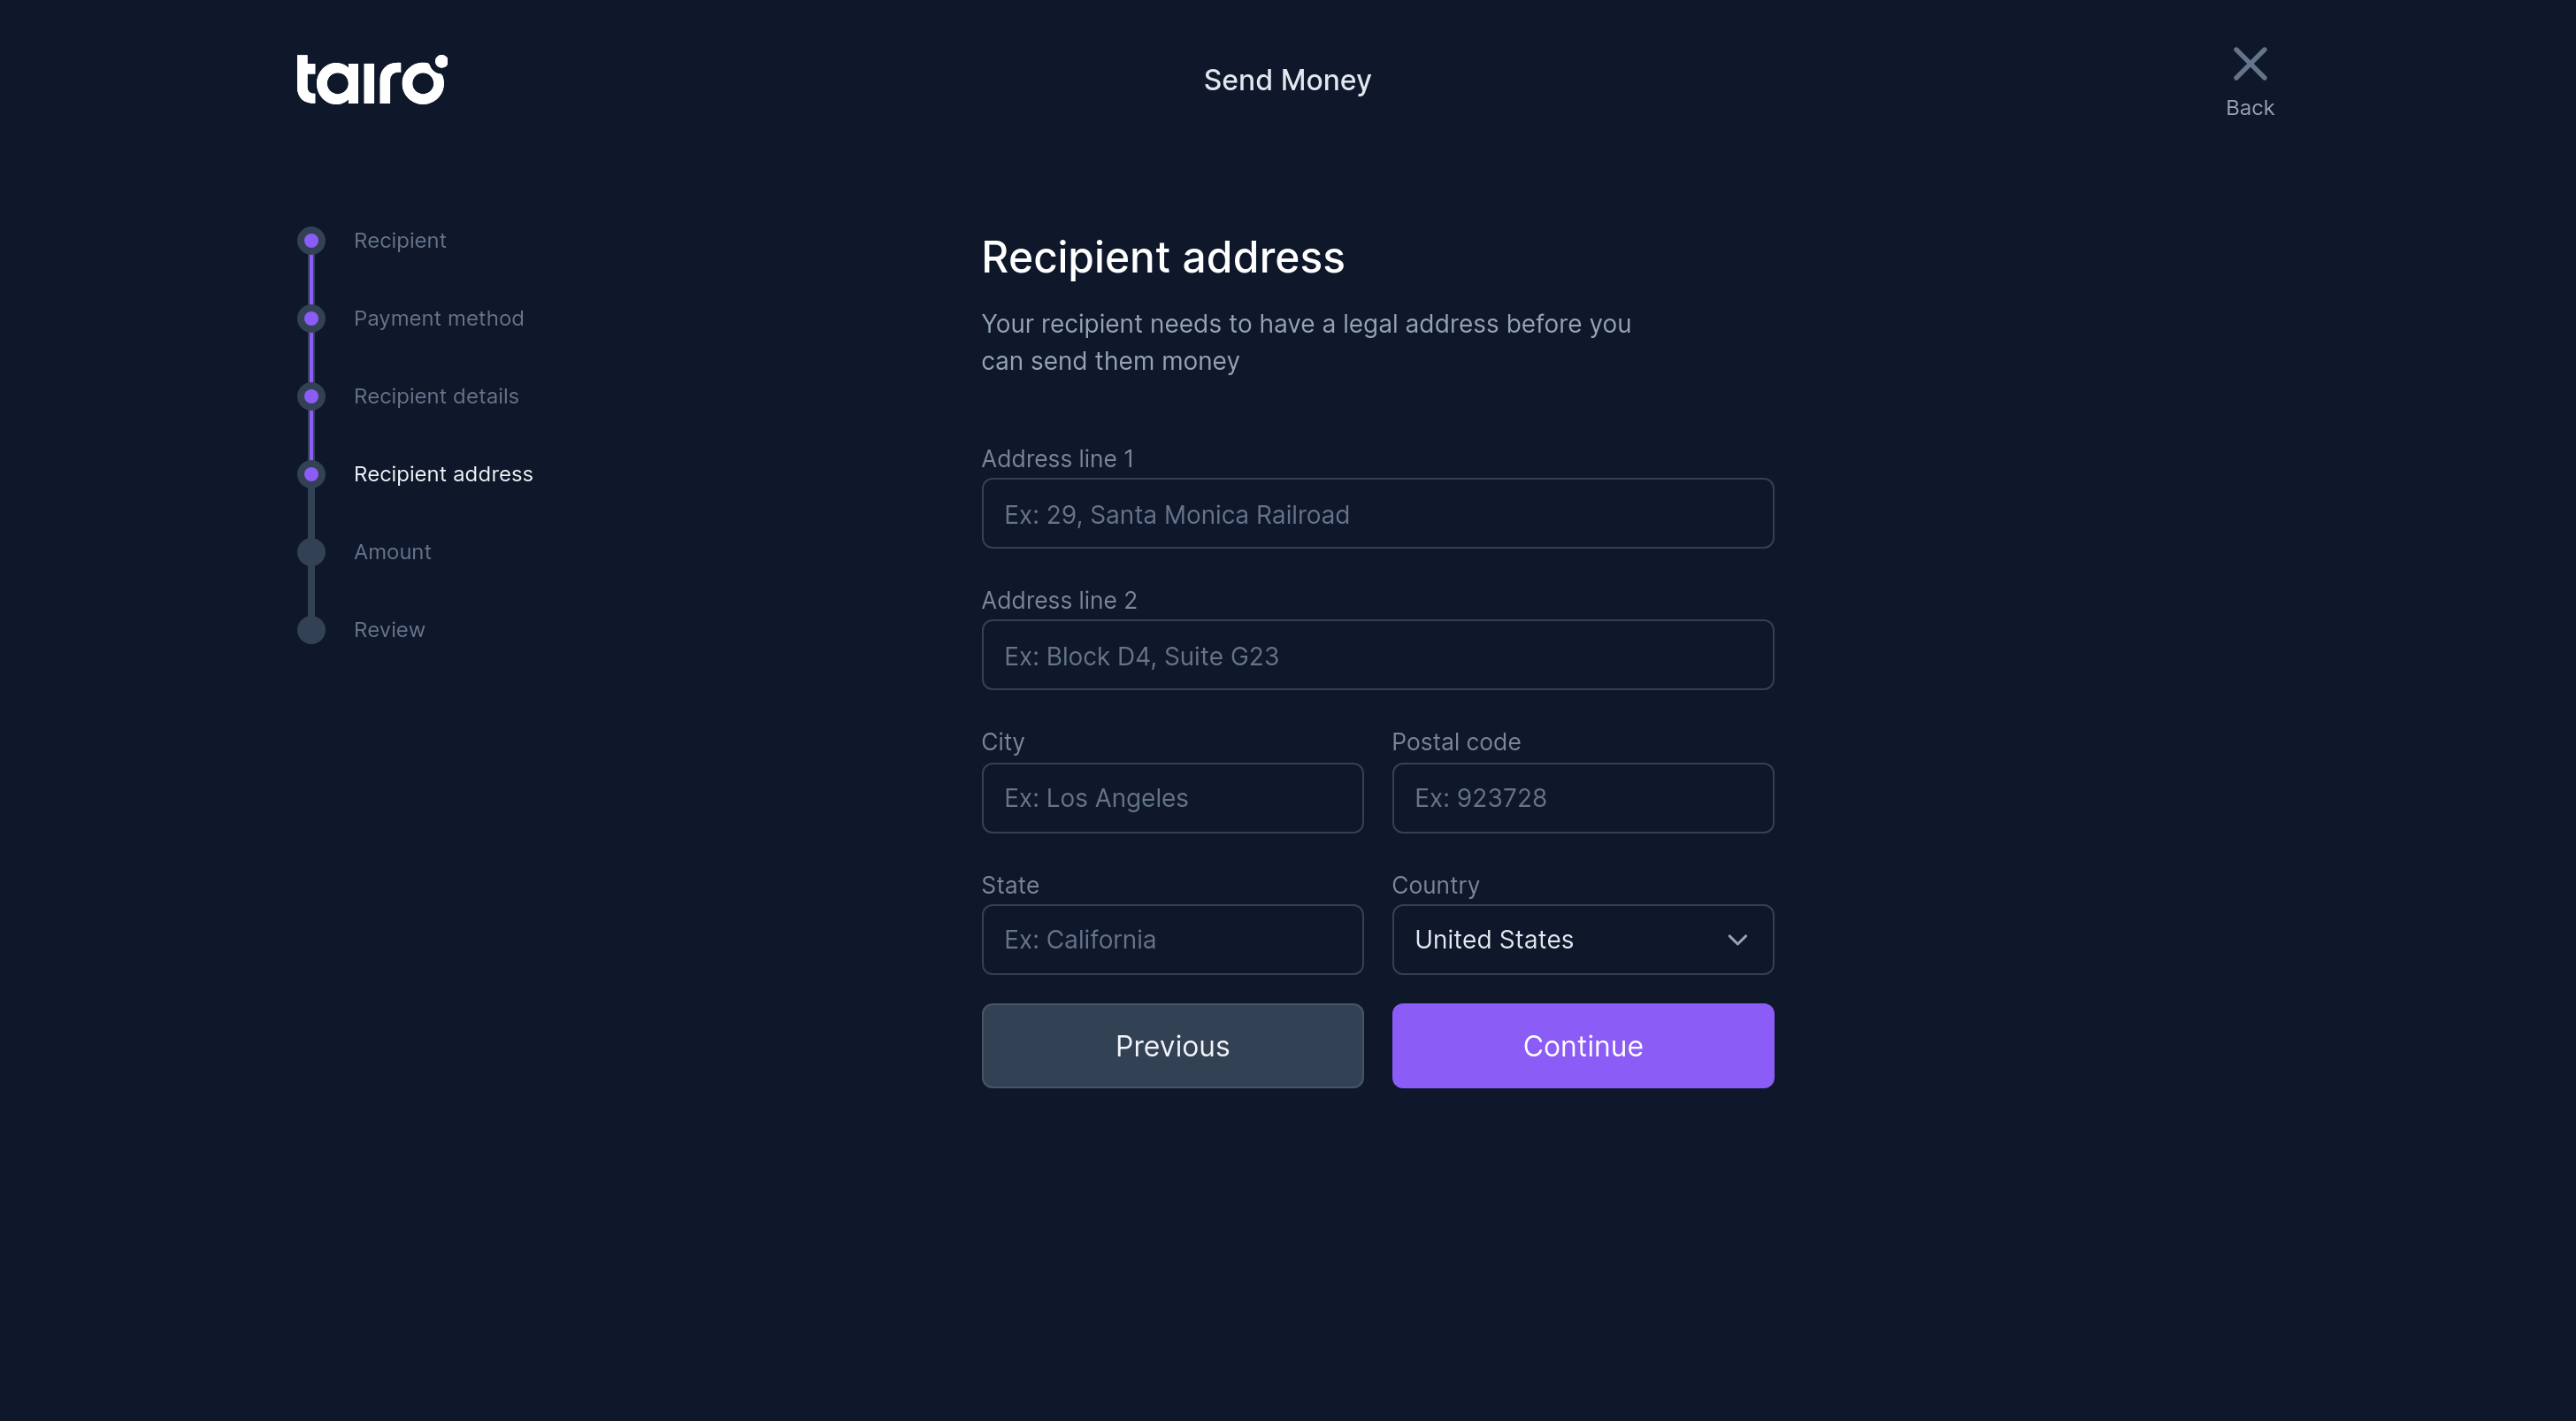 tairo
Send Money
Back
Recipient
Payment method
Recipient details
Recipient address
Amount
Review
Recipient address
Your recipient needs to have a legal address before you
can send them money
Address line 1
Ex: 29, Santa Monica Railroad
Address line 2
Ex: Block D4, Suite G23
City
Postal code
Ex: Los Angeles
Ex: 923728
State
Country
Ex: California
United States
Previous
Continue